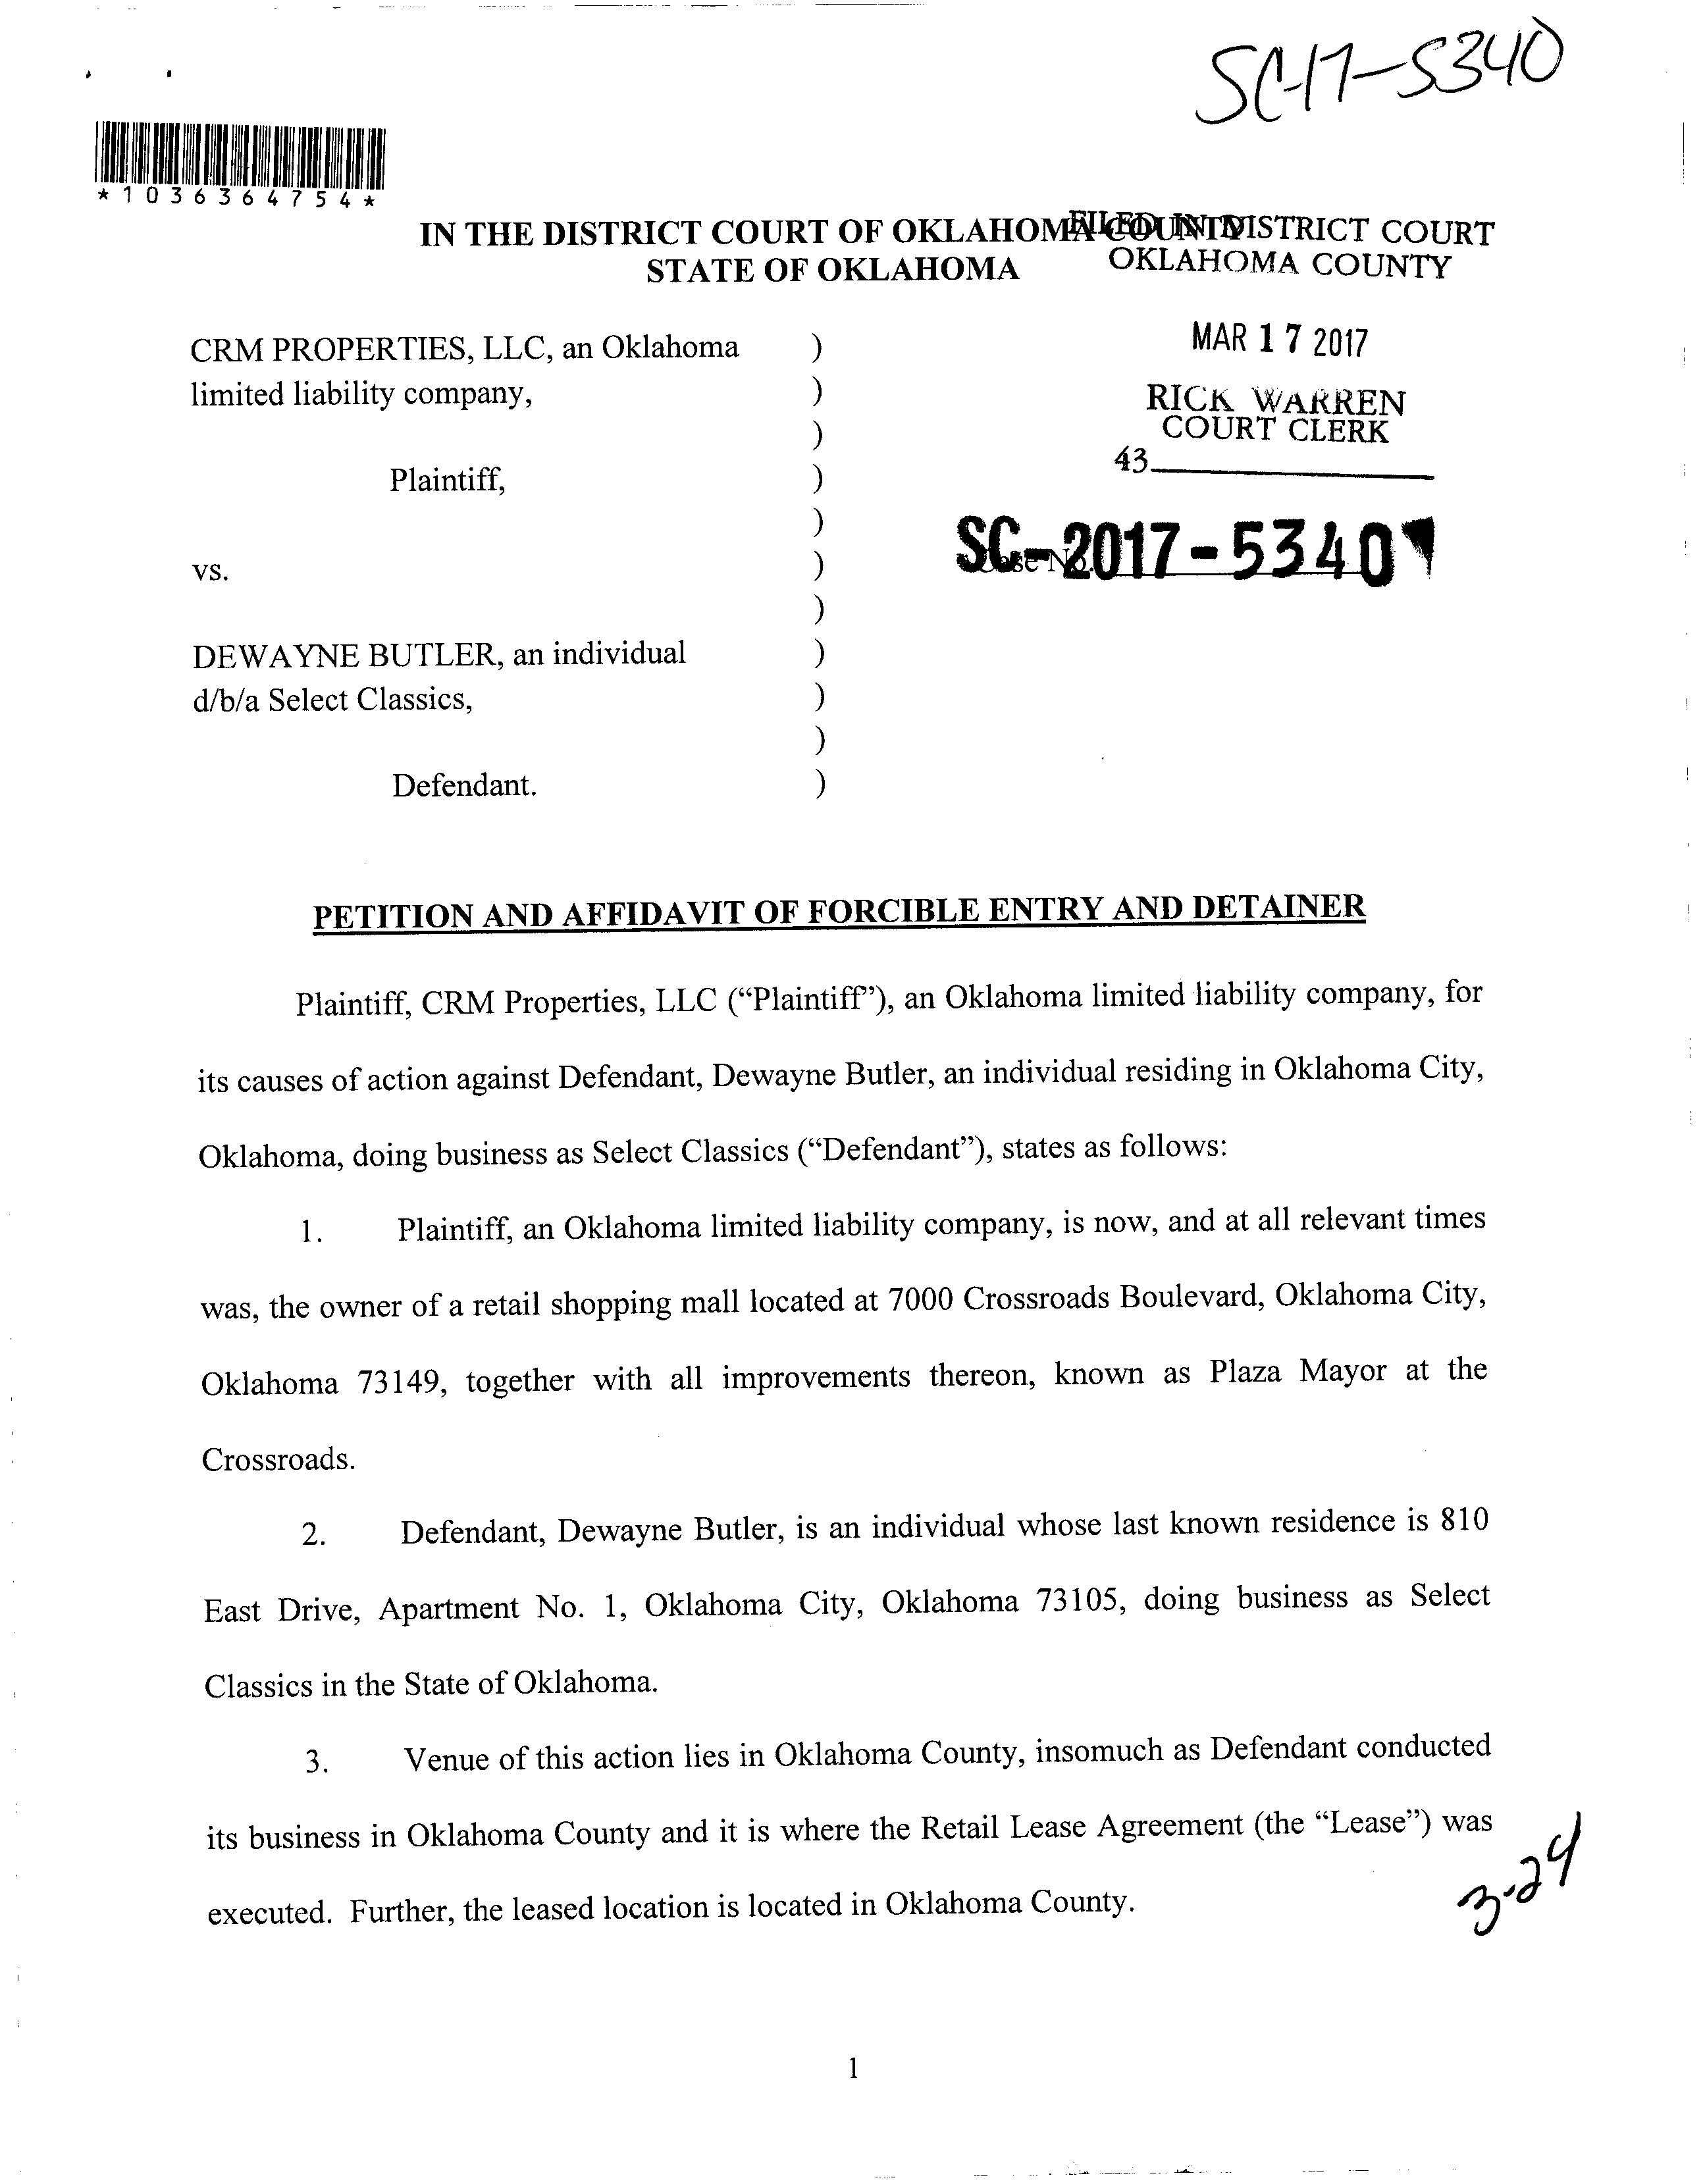 SC-17-5340
*1036364754*
IN THE DISTRICT COURT OF OKLAHOMA COUNTY
STATE OF OKLAHOMA
FILED IN DISTRICT COURT
OKLAHOMA COUNTY
MAR 17 2017
RICK WARREN
COURT CLERK
43
SC-2017-5340
Case No.
CRM PROPERTIES, LLC, an Oklahoma )
limited liability company, )
)
Plaintiff, )
)
vs. )
)
DEWAYNE BUTLER, an individual )
d/b/a Select Classics, )
)
Defendant. )
PETITION AND AFFIDAVIT OF FORCIBLE ENTRY AND DETAINER
Plaintiff, CRM Properties, LLC (“Plaintiff”), an Oklahoma limited liability company, for
its causes of action against Defendant, Dewayne Butler, an individual residing in Oklahoma City,
Oklahoma, doing business as Select Classics (“Defendant”), states as follows:
1. Plaintiff, an Oklahoma limited liability company, is now, and at all relevant times
was, the owner of a retail shopping mall located at 7000 Crossroads Boulevard, Oklahoma City,
Oklahoma 73149, together with all improvements thereon, known as Plaza Mayor at the
Crossroads.
2. Defendant, Dewayne Butler, is an individual whose last known residence is 810
East Drive, Apartment No. 1, Oklahoma City, Oklahoma 73105, doing business as Select
Classics in the State of Oklahoma.
3. Venue of this action lies in Oklahoma County, insomuch as Defendant conducted
its business in Oklahoma County and it is where the Retail Lease Agreement (the “Lease”) was
executed. Further, the leased location is located in Oklahoma County.
3-24
1